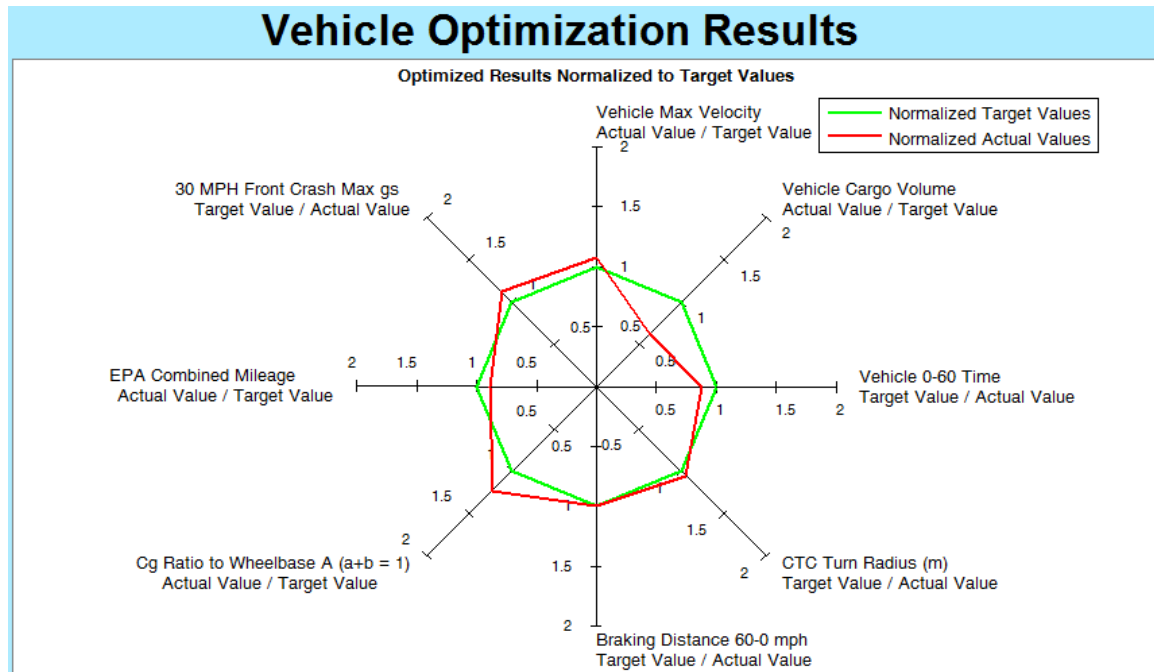 Vehicle Optimization Results
Optimized Results Normalized to Target Values
Vehicle Max Velocity
Actual Value / Target Value
Normalized Target Values
Normalized Actual Values
2
1.5
1
0.5
30 MPH Front Crash Max gs
Target Value / Actual Value
2
1.5
1
0.5
Vehicle Cargo Volume
Actual Value / Target Value
2
1.5
1
0.5
EPA Combined Mileage
Actual Value / Target Value
2
1.5
1
0.5
Vehicle 0-60 Time
Target Value / Actual Value
0.5
1
1.5
2
Cg Ratio to Wheelbase A (a+b = 1)
Actual Value / Target Value
0.5
1.5
2
CTC Turn Radius (m)
Target Value / Actual Value
0.5
1
1.5
2
0.5
1
1.5
2
Braking Distance 60-0 mph
Target Value / Actual Value